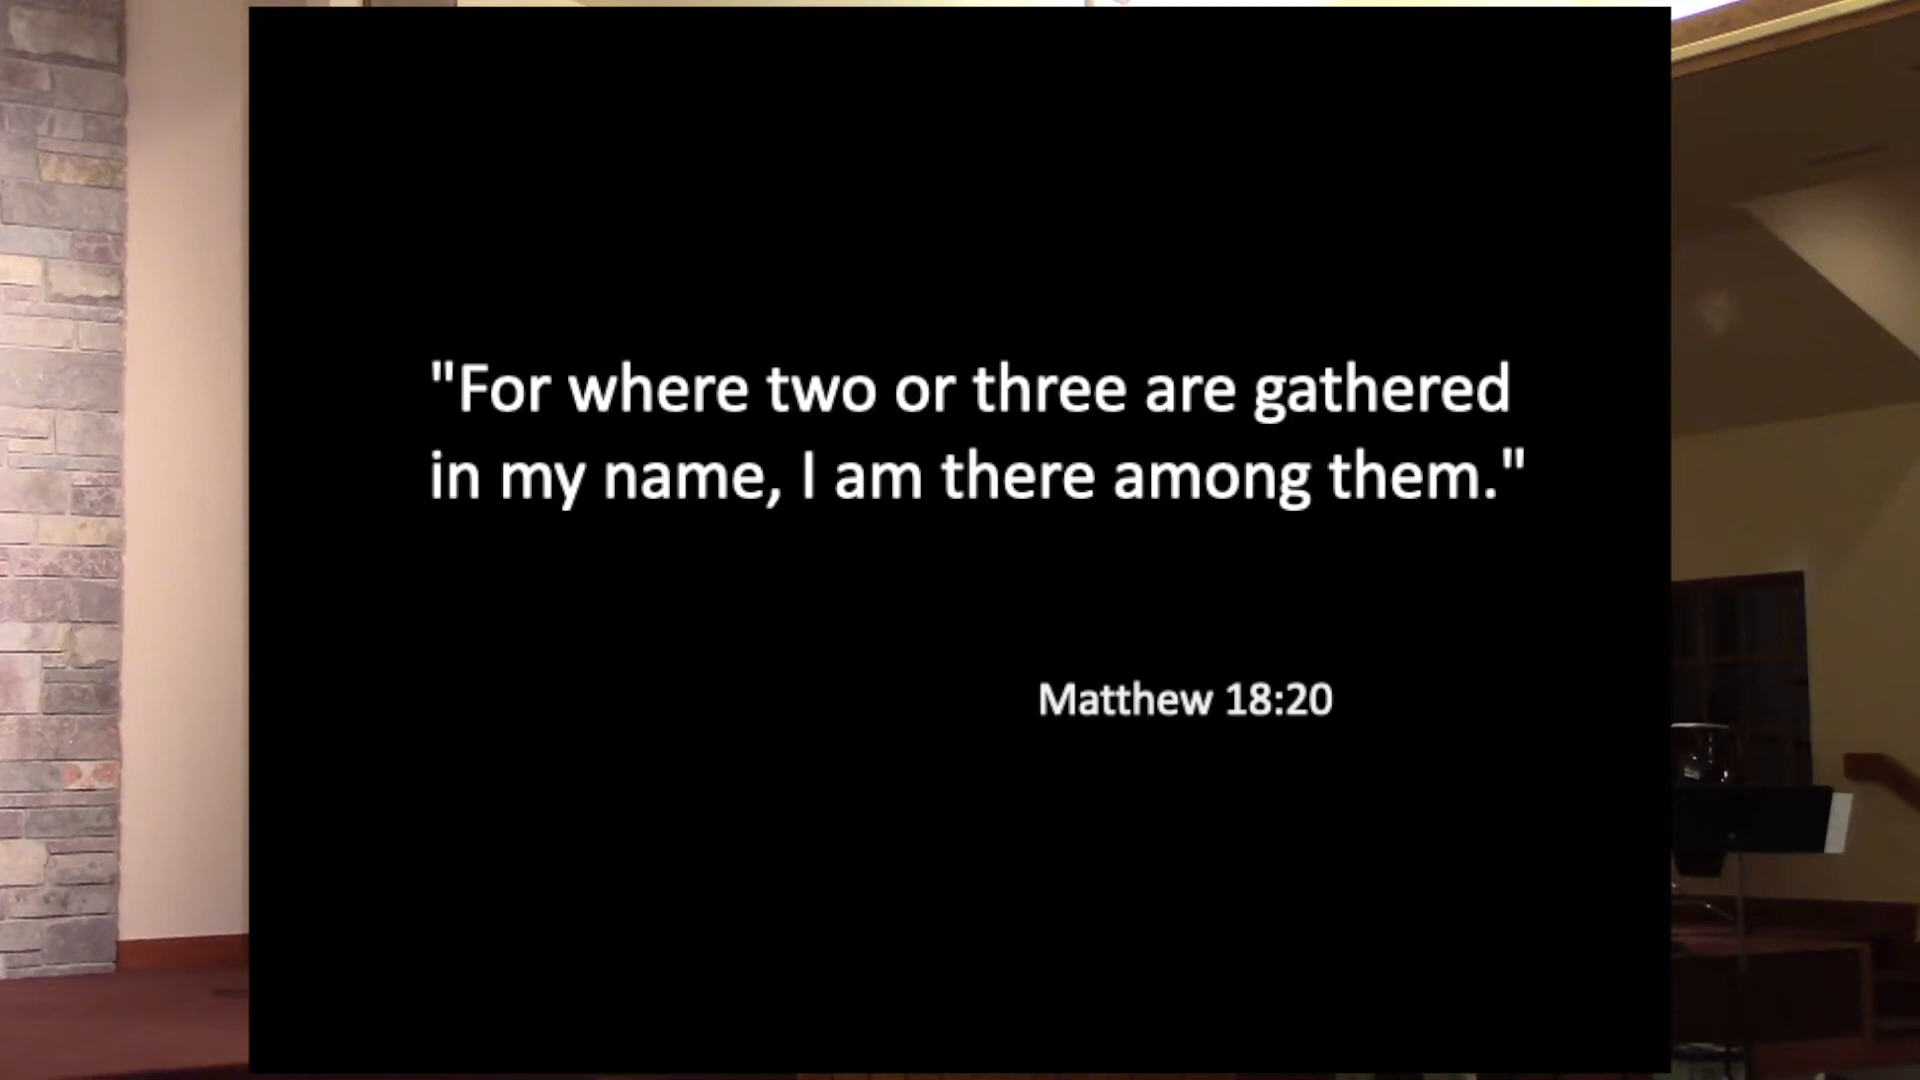 "For where two or three are gathered
in my name, I am there among them."
Matthew 18:20